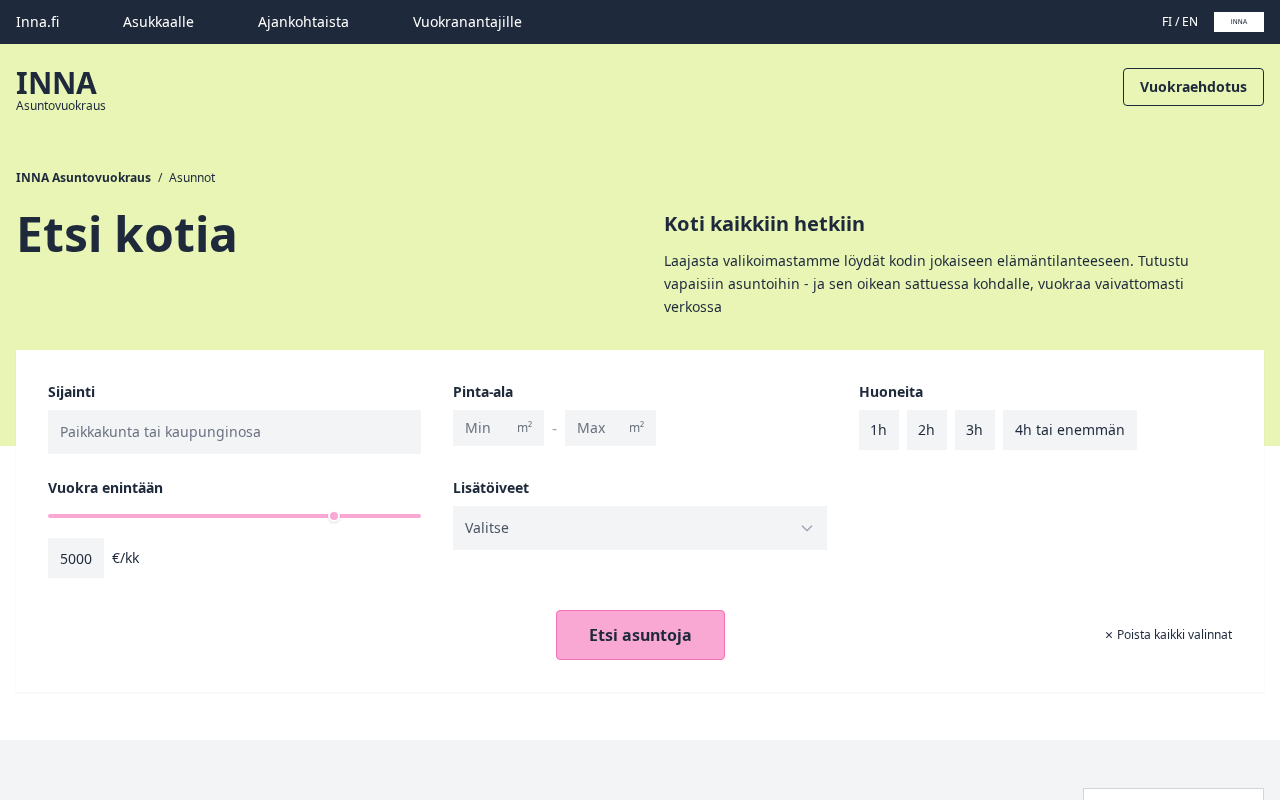 Inna.fi
Asukkaalle
Ajankohtaista
Vuokranantajille
FI / EN
INNA
INNA
Asuntovuokraus
Vuokraehdotus
INNA Asuntovuokraus / Asunnot
Etsi kotia
Koti kaikkiin hetkiin
Laajasta valikoimastamme löydät kodin jokaiseen elämäntilanteeseen. Tutustu
vapaisiin asuntoihin - ja sen oikean sattuessa kohdalle, vuokraa vaivattomasti
verkossa
Sijainti
Paikkakunta tai kaupunginosa
Pinta-ala
Min m² - Max m²
Huoneita
1h 2h 3h 4h tai enemmän
Vuokra enintään
5000 €/kk
Lisätöiveet
Valitse
Etsi asuntoja
× Poista kaikki valinnat